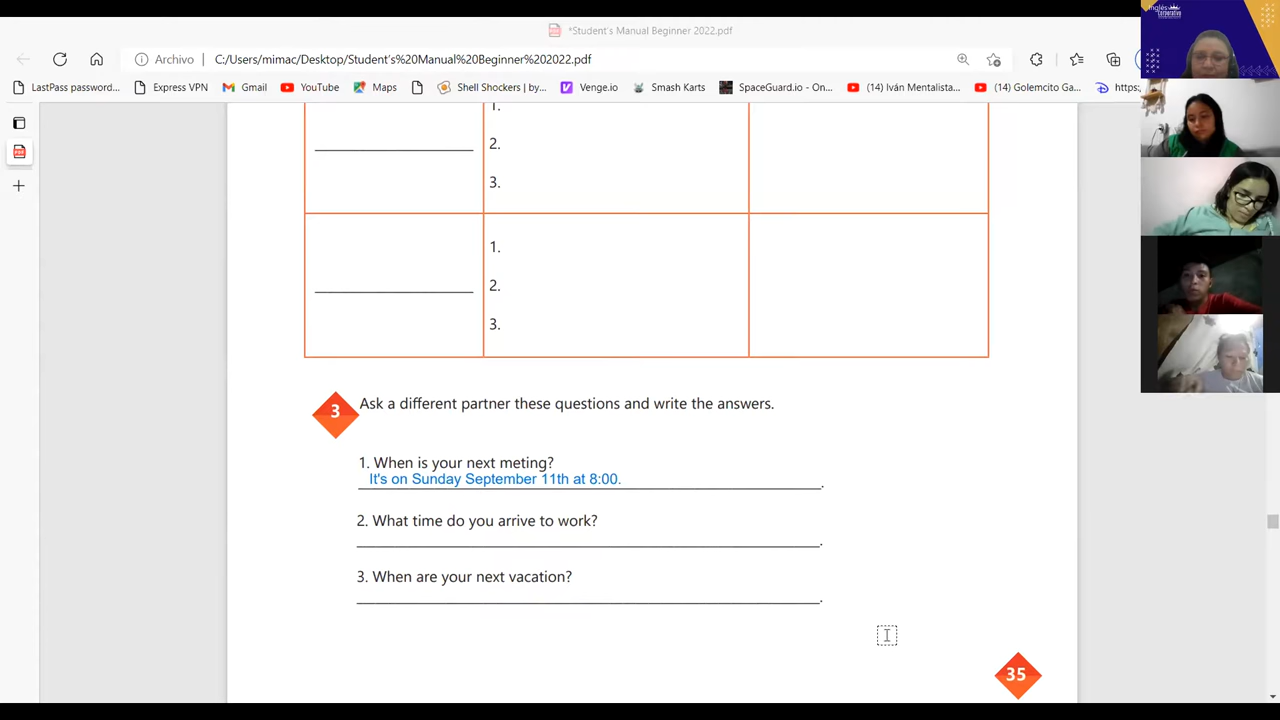 *Student's Manual Beginner 2022.pdf
Archivo C:/Users/mimac/Desktop/Student's%20Manual%20Beginner%202022.pdf
LastPass password... Express VPN Gmail YouTube Maps Shell Shockers | by... Venge.io Smash Karts SpaceGuard.io - On... (14) Iván Mentalista... (14) Golemcito Ga... https:
Inglés
Corporativo
1.
2.
3.
1.
2.
3.
3 Ask a different partner these questions and write the answers.
1. When is your next meting?
It's on Sunday September 11th at 8:00.
2. What time do you arrive to work?
3. When are your next vacation?
35